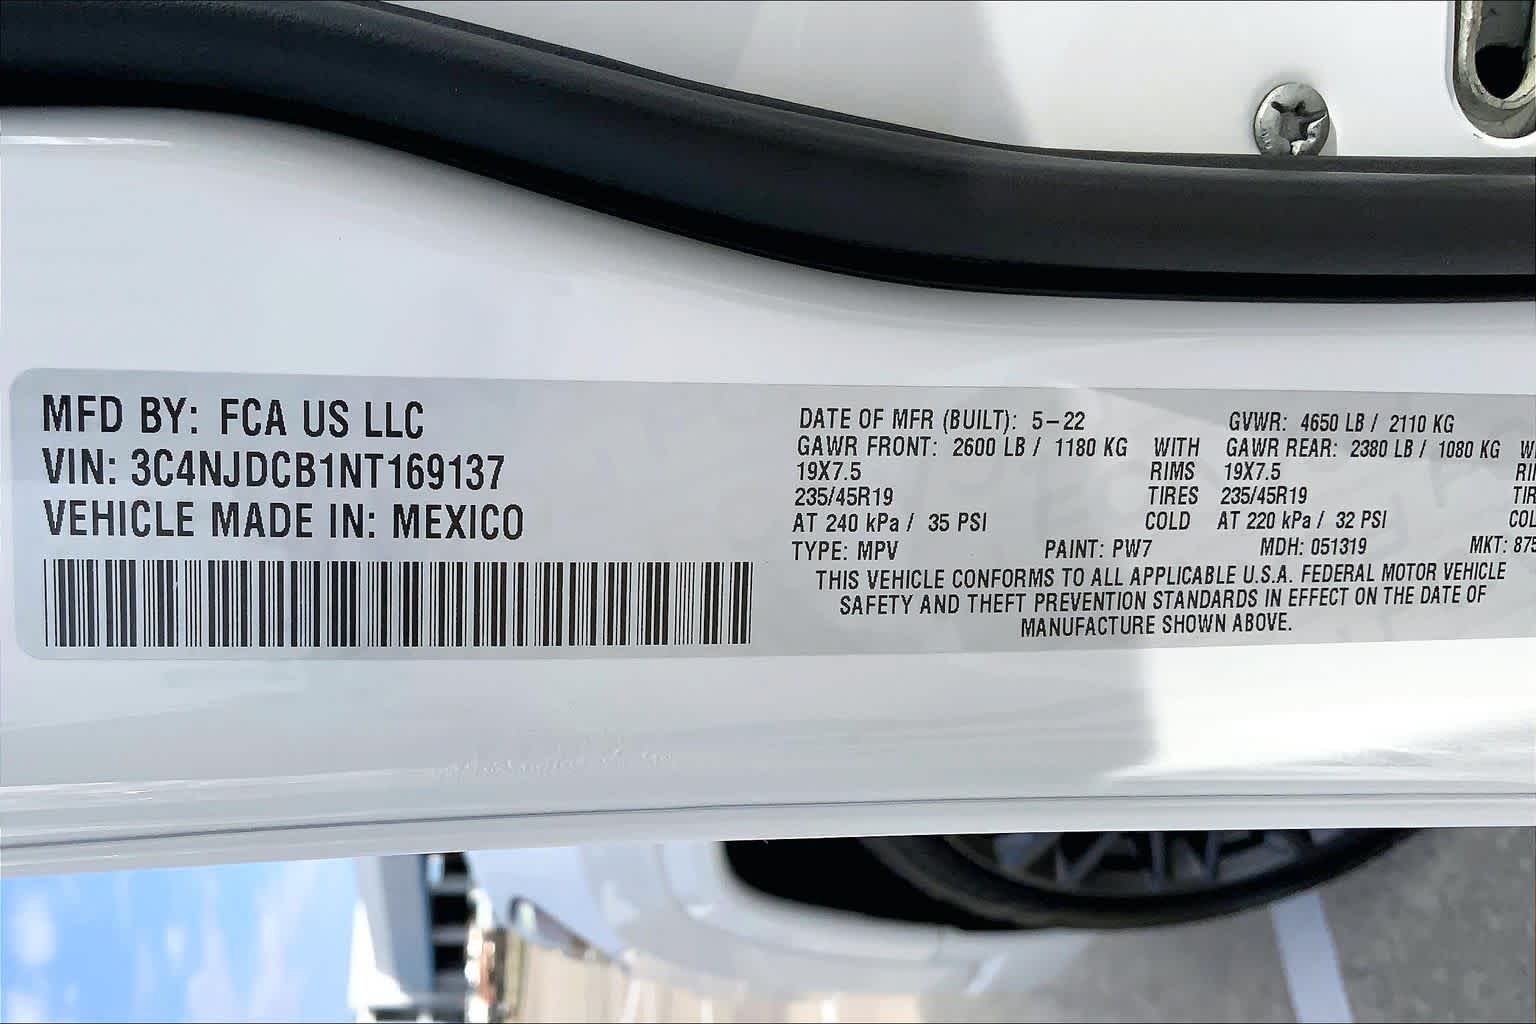 MFD BY: FCA US LLC
VIN: 3C4NJDCB1NT169137
VEHICLE MADE IN: MEXICO
DATE OF MFR (BUILT): 5-22 GVWR: 4650 LB / 2110 KG
GAWR FRONT: 2600 LB / 1180 KG WITH GAWR REAR: 2380 LB / 1080 KG
19X7.5 RIMS 19X7.5
235/45R19 TIRES 235/45R19
AT 240 kPa / 35 PSI COLD AT 220 kPa / 32 PSI
TYPE: MPV PAINT: PW7 MDH: 051319 MKT:
THIS VEHICLE CONFORMS TO ALL APPLICABLE U.S.A. FEDERAL MOTOR VEHICLE
SAFETY AND THEFT PREVENTION STANDARDS IN EFFECT ON THE DATE OF
MANUFACTURE SHOWN ABOVE.